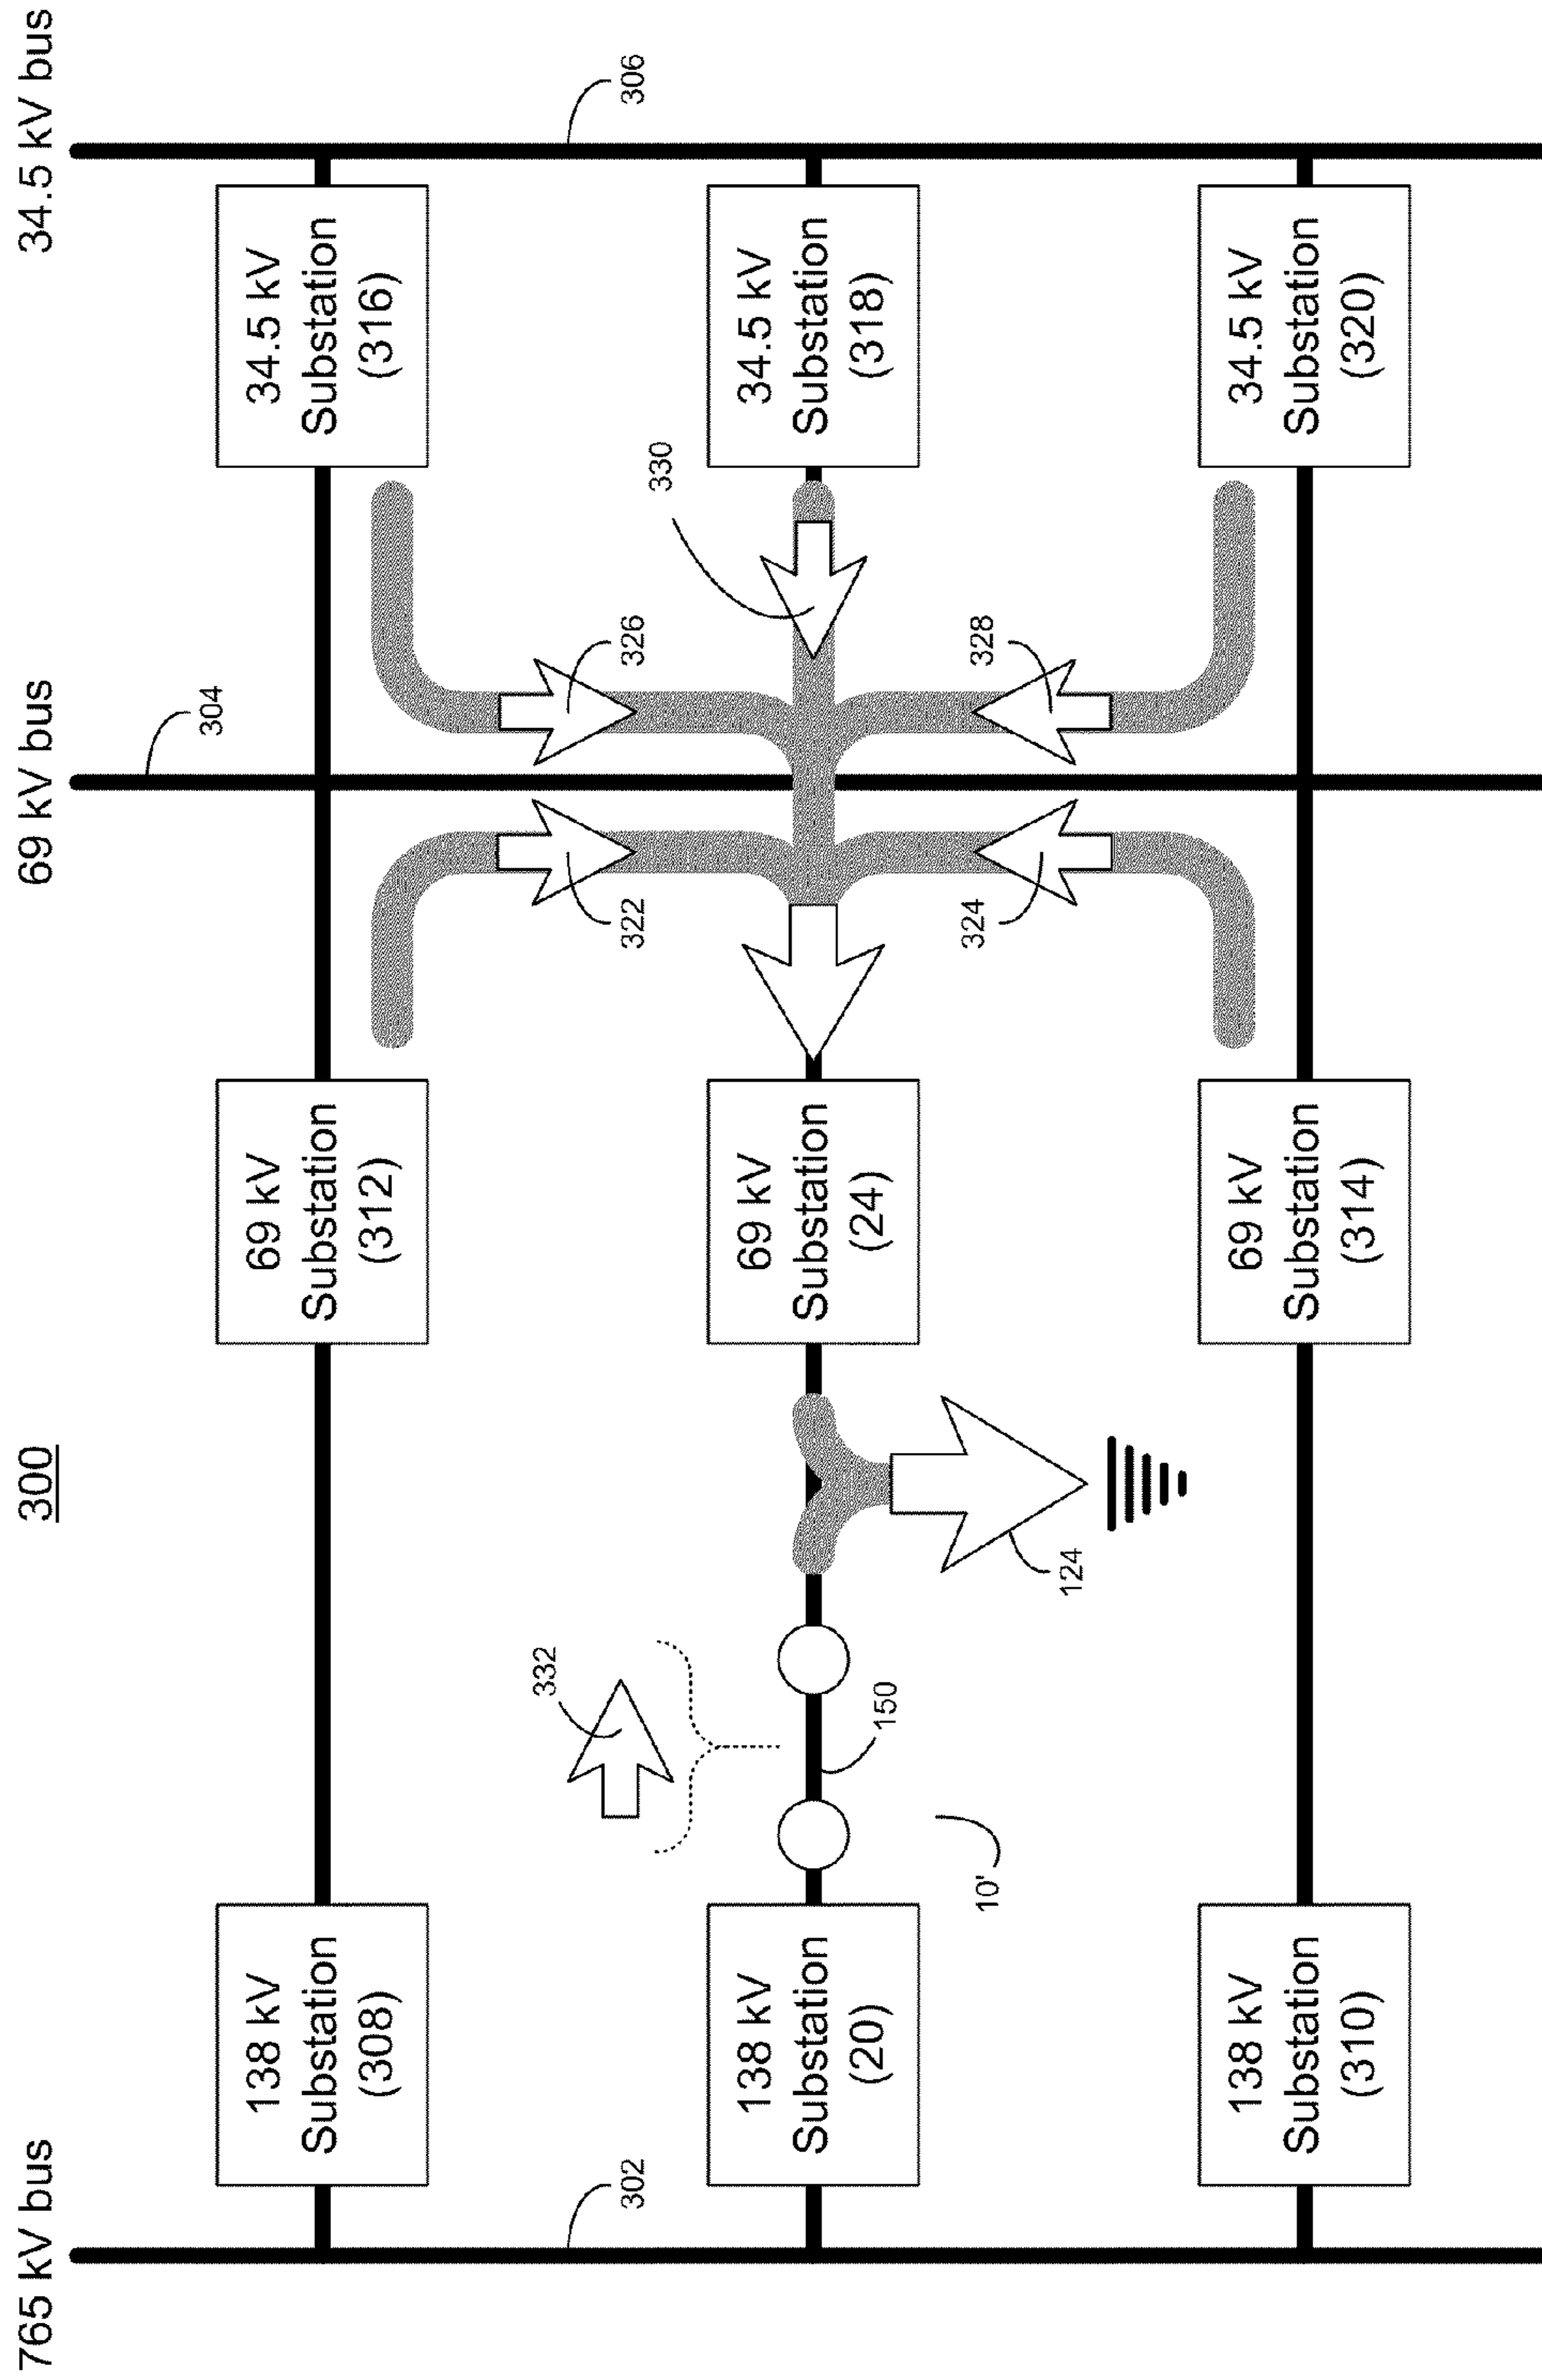 300
765 kV bus
69 kV bus
34.5 kV bus
302
304
306
138 kV
Substation
(308)
69 kV
Substation
(312)
34.5 kV
Substation
(316)
332
322
326
330
138 kV
Substation
(20)
150
69 kV
Substation
(24)
34.5 kV
Substation
(318)
10'
124
324
328
138 kV
Substation
(310)
69 kV
Substation
(314)
34.5 kV
Substation
(320)